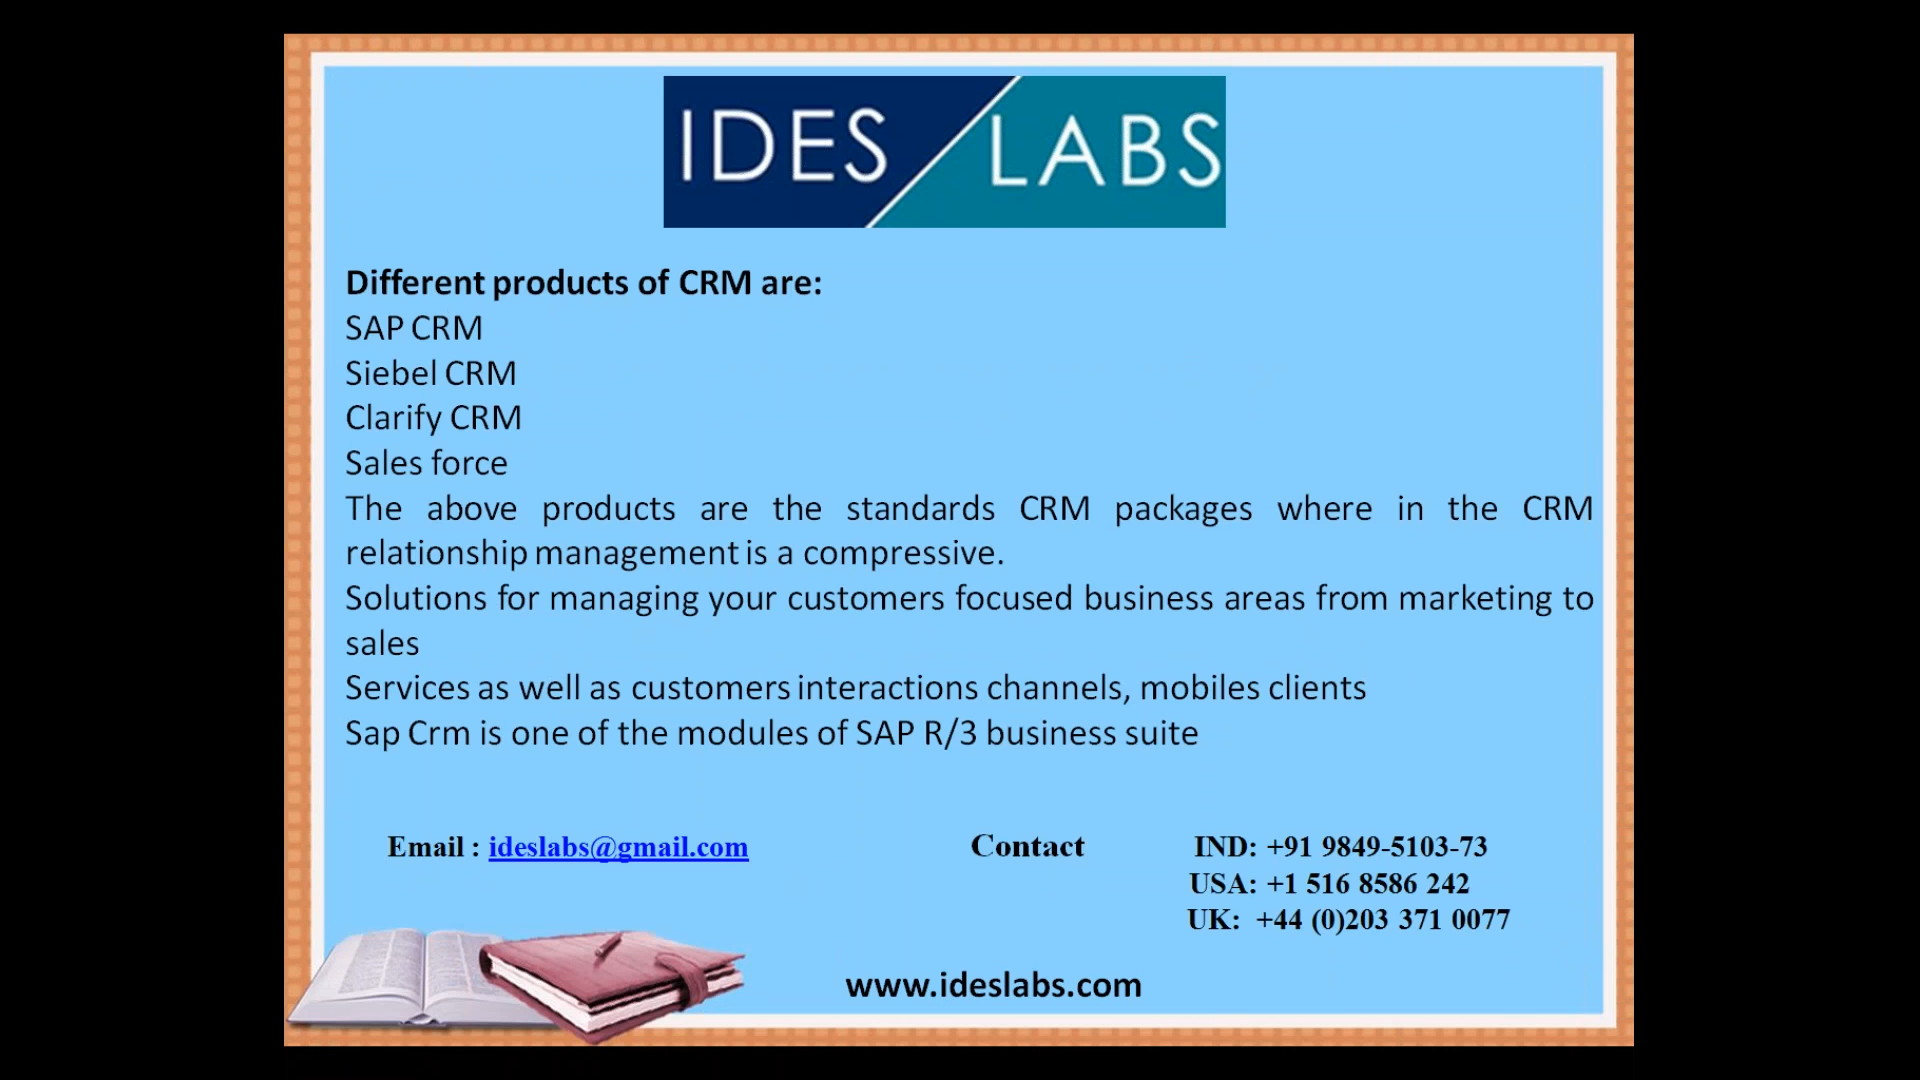 IDES LABS
Different products of CRM are:
SAP CRM
Siebel CRM
Clarify CRM
Sales force
The above products are the standards CRM packages where in the CRM
relationship management is a compressive.
Solutions for managing your customers focused business areas from marketing to
sales
Services as well as customers interactions channels, mobiles clients
Sap Crm is one of the modules of SAP R/3 business suite
Email : ideslabs@gmail.com Contact IND: +91 9849-5103-73
USA: +1 516 8586 242
UK: +44 (0)203 371 0077
www.ideslabs.com